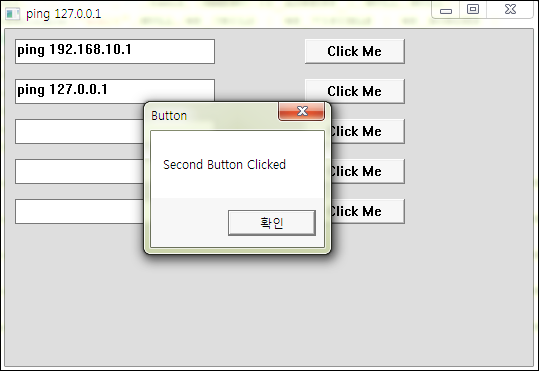 ping 127.0.0.1
ping 192.168.10.1 Click Me
ping 127.0.0.1 Click Me
Button
Click Me
Second Button Clicked
Click Me
확인
Click Me